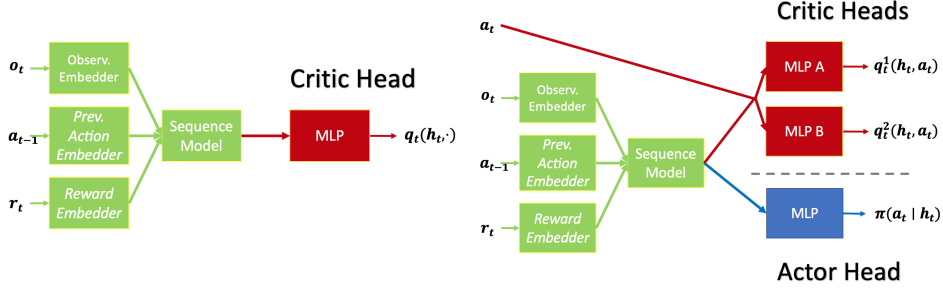 Critic Head
o_t
Observ.
Embedder
a_{t-1}
Prev.
Action
Embedder
r_t
Reward
Embedder
Sequence
Model
MLP
q_t(h_t,·)
Critic Heads
a_t
o_t
Observ.
Embedder
a_{t-1}
Prev.
Action
Embedder
r_t
Reward
Embedder
Sequence
Model
MLP A
q_t^1(h_t, a_t)
MLP B
q_t^2(h_t, a_t)
MLP
π(a_t | h_t)
Actor Head